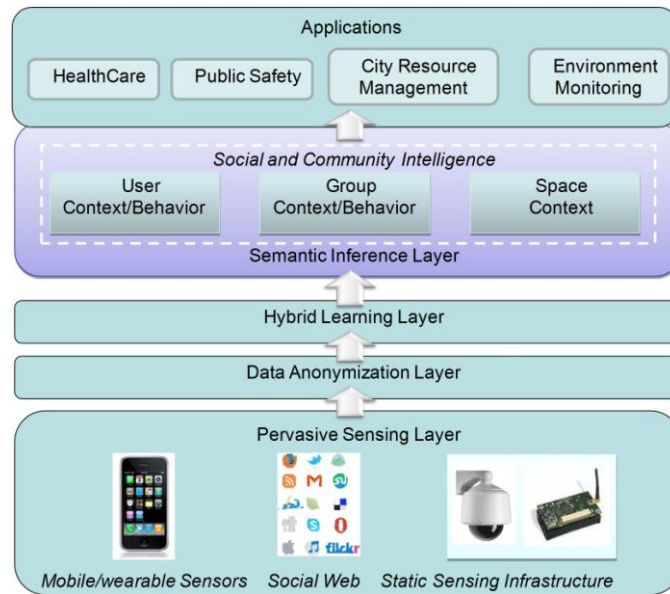 Applications
HealthCare
Public Safety
City Resource
Management
Environment
Monitoring
Social and Community Intelligence
User
Context/Behavior
Group
Context/Behavior
Space
Context
Semantic Inference Layer
Hybrid Learning Layer
Data Anonymization Layer
Pervasive Sensing Layer
flickr
Mobile/wearable Sensors
Social Web
Static Sensing Infrastructure